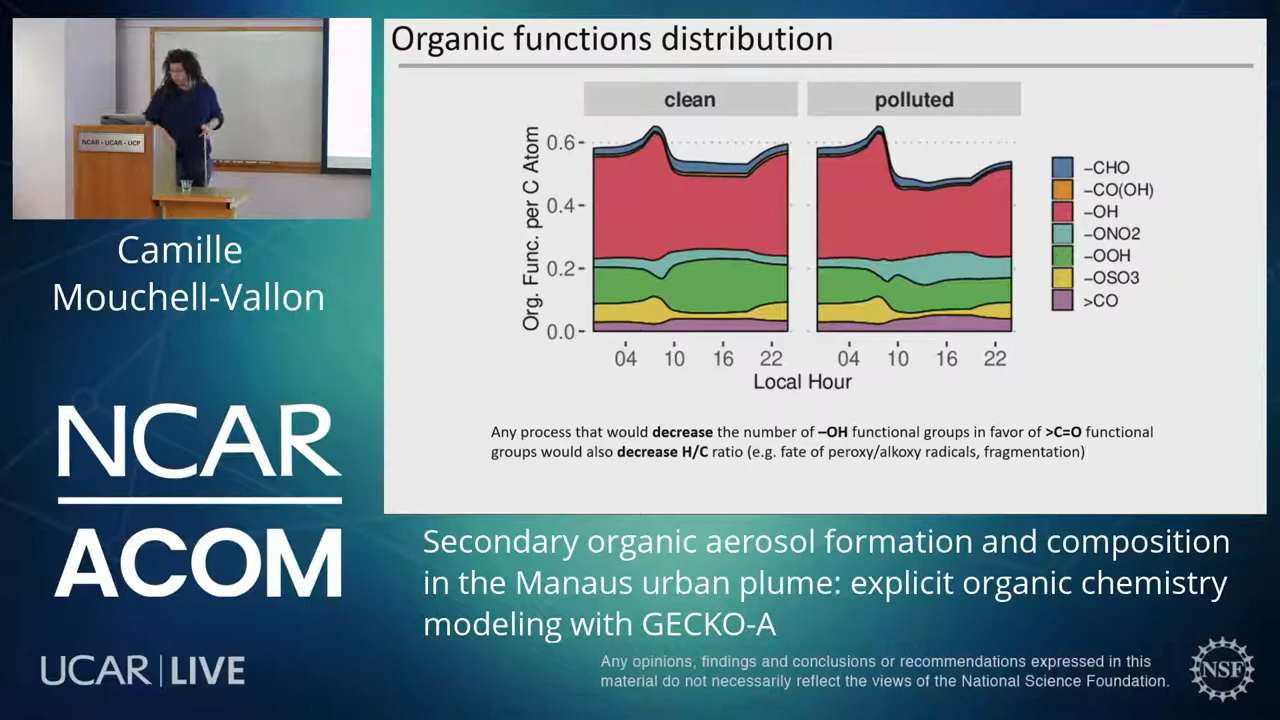 NCAR - UCAR - UCP
Camille
Mouchell-Vallon
NCAR
ACOM
UCAR | LIVE
Organic functions distribution
clean
polluted
Org. Func. per C Atom
0.6
0.4
0.2
0.0
04 10 16 22
04 10 16 22
Local Hour
–CHO
–CO(OH)
–OH
–ONO2
–OOH
–OSO3
>CO
Any process that would decrease the number of –OH functional groups in favor of >C=O functional
groups would also decrease H/C ratio (e.g. fate of peroxy/alkoxy radicals, fragmentation)
Secondary organic aerosol formation and composition
in the Manaus urban plume: explicit organic chemistry
modeling with GECKO-A
Any opinions, findings and conclusions or recommendations expressed in this
material do not necessarily reflect the views of the National Science Foundation.
NSF